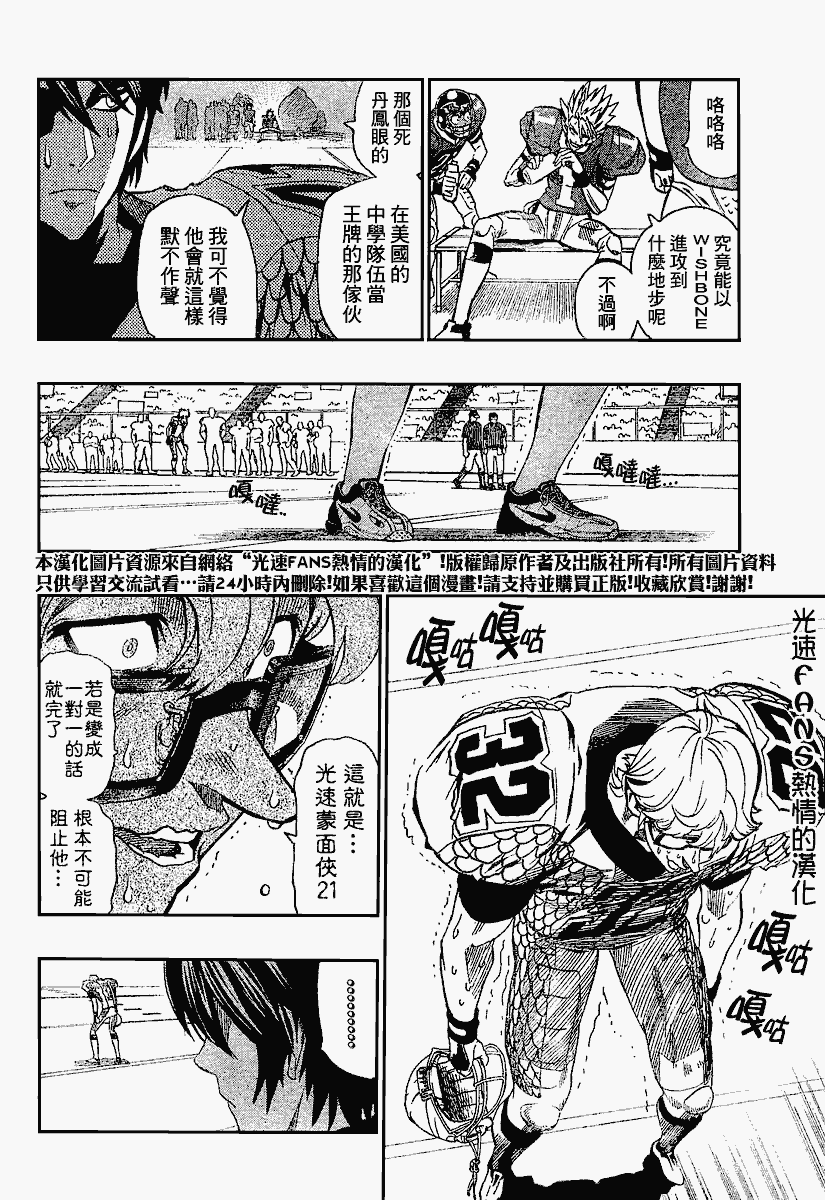 咯咯咯
究竟能以
WISHBONE
進攻到
什麼地步呢
不過啊
那個死
丹鳳眼的
在美國的
中學隊伍當
王牌的那傢伙
我可不覺得
他會就這樣
默不作聲
嘎噠噠…
嘎噠..
本漢化圖片資源來自網絡“光速FANS熱情的漢化”!版權歸原作者及出版社所有!所有圖片資料
只供學習交流試看…請24小時內刪除!如果喜歡這個漫畫!請支持並購買正版!收藏欣賞!謝謝!
光速FANS熱情的漢化
嘎咕
嘎咕
32
32
嘎咕
嘎咕
這就是…
光速蒙面俠21
若是變成
一對一的話
就完了
根本不可能
阻止他…
………